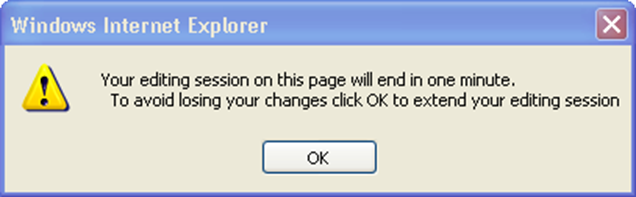 Windows Internet Explorer
Your editing session on this page will end in one minute.
To avoid losing your changes click OK to extend your editing session
OK